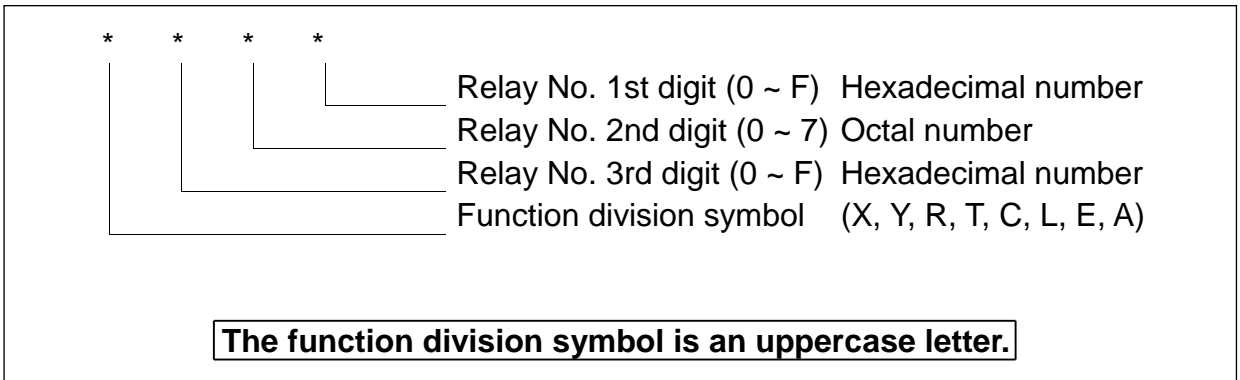 * * * *
Relay No. 1st digit (0 ~ F) Hexadecimal number
Relay No. 2nd digit (0 ~ 7) Octal number
Relay No. 3rd digit (0 ~ F) Hexadecimal number
Function division symbol (X, Y, R, T, C, L, E, A)
The function division symbol is an uppercase letter.